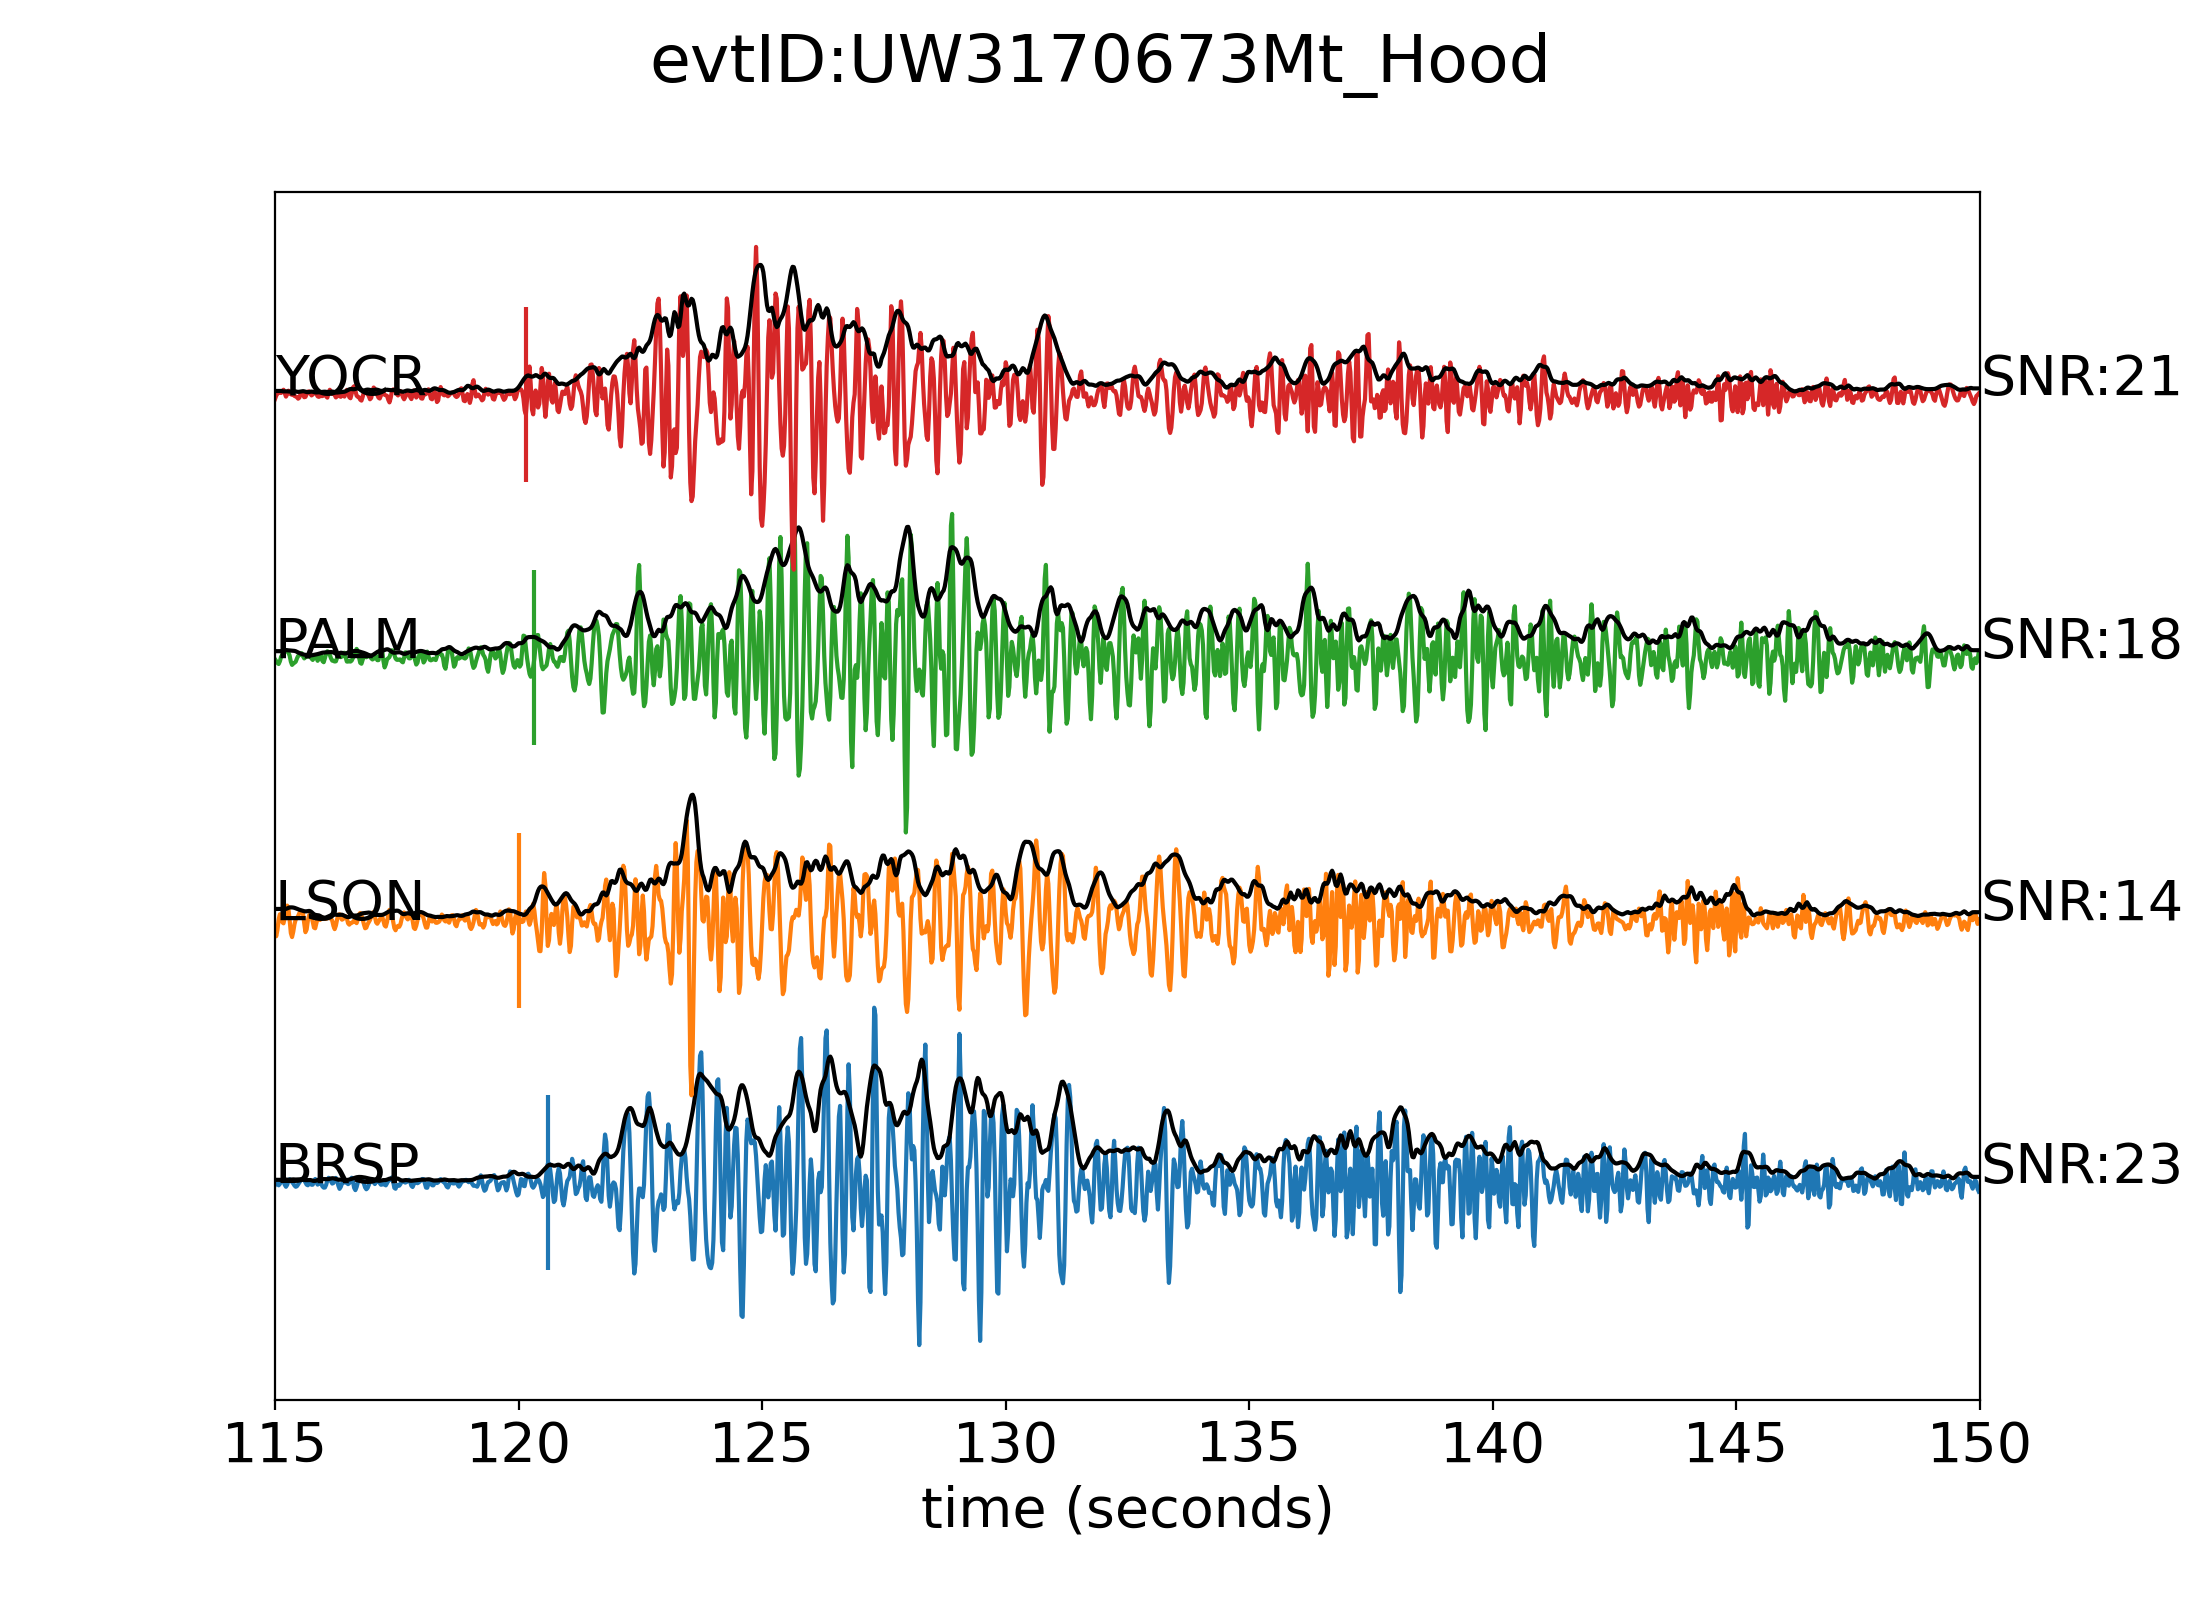 evtID:UW3170673Mt_Hood
YOCR SNR:21
PALM SNR:18
LSON SNR:14
BRSP SNR:23
115 120 125 130 135 140 145 150
time (seconds)